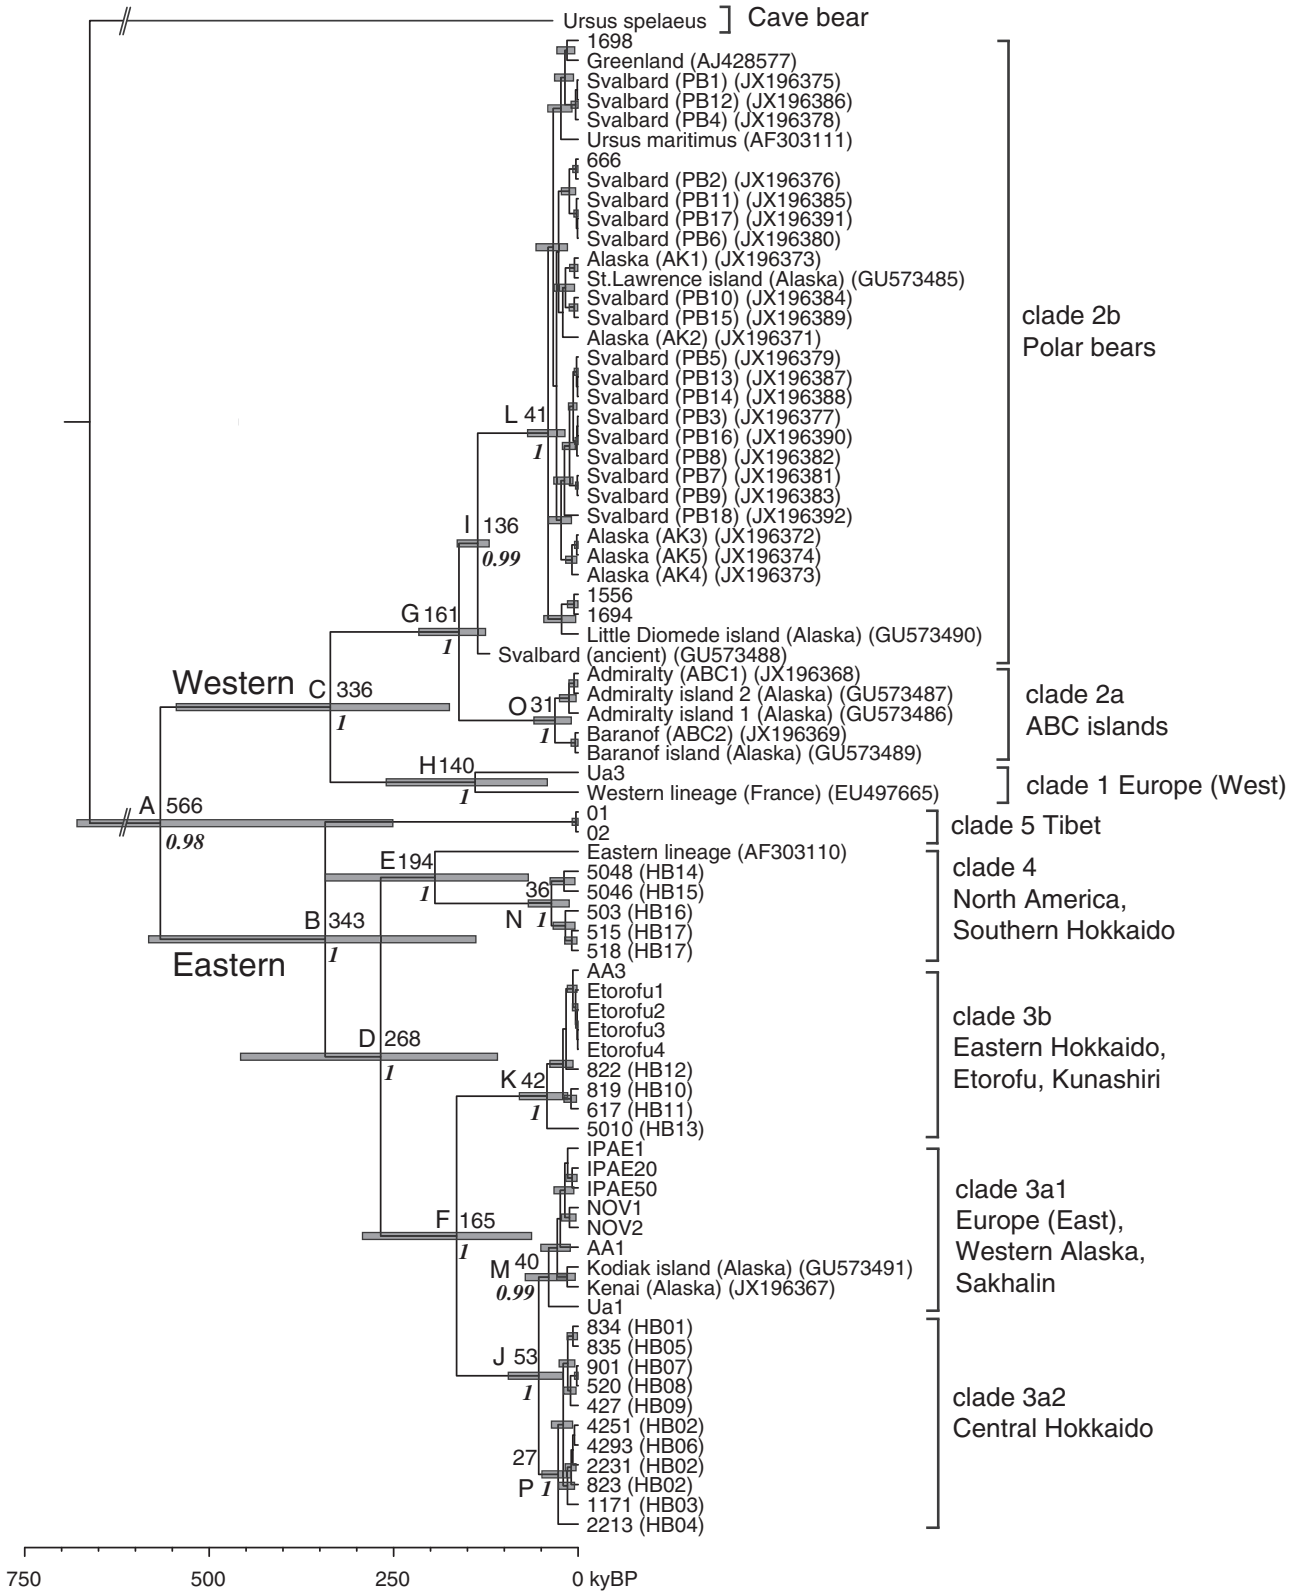 Ursus spelaeus
Cave bear
1698
Greenland (AJ428577)
Svalbard (PB1) (JX196375)
Svalbard (PB12) (JX196386)
Svalbard (PB4) (JX196378)
Ursus maritimus (AF303111)
666
Svalbard (PB2) (JX196376)
Svalbard (PB11) (JX196385)
Svalbard (PB17) (JX196391)
Svalbard (PB6) (JX196380)
Alaska (AK1) (JX196373)
St.Lawrence island (Alaska) (GU573485)
Svalbard (PB10) (JX196384)
Svalbard (PB15) (JX196389)
Alaska (AK2) (JX196371)
clade 2b
Polar bears
Svalbard (PB5) (JX196379)
Svalbard (PB13) (JX196387)
Svalbard (PB14) (JX196388)
Svalbard (PB3) (JX196377)
Svalbard (PB16) (JX196390)
Svalbard (PB8) (JX196382)
Svalbard (PB7) (JX196381)
Svalbard (PB9) (JX196383)
Svalbard (PB18) (JX196392)
Alaska (AK3) (JX196372)
Alaska (AK5) (JX196374)
Alaska (AK4) (JX196373)
1556
1694
Little Diomede island (Alaska) (GU573490)
Svalbard (ancient) (GU573488)
L 41
1
I 136
0.99
G 161
1
Western
C 336
1
Admiralty (ABC1) (JX196368)
Admiralty island 2 (Alaska) (GU573487)
Admiralty island 1 (Alaska) (GU573486)
Baranof (ABC2) (JX196369)
Baranof island (Alaska) (GU573489)
clade 2a
ABC islands
O 31
1
H 140
1
Ua3
Western lineage (France) (EU497665)
clade 1 Europe (West)
A 566
0.98
01
02
clade 5 Tibet
E 194
1
Eastern lineage (AF303110)
5048 (HB14)
5046 (HB15)
503 (HB16)
515 (HB17)
518 (HB17)
clade 4
North America,
Southern Hokkaido
36
N 1
B 343
1
Eastern
AA3
Etorofu1
Etorofu2
Etorofu3
Etorofu4
822 (HB12)
819 (HB10)
617 (HB11)
5010 (HB13)
clade 3b
Eastern Hokkaido,
Etorofu, Kunashiri
D 268
1
K 42
1
IPAE1
IPAE20
IPAE50
NOV1
NOV2
AA1
Kodiak island (Alaska) (GU573491)
Kenai (Alaska) (JX196367)
Ua1
clade 3a1
Europe (East),
Western Alaska,
Sakhalin
F 165
1
M 40
0.99
J 53
1
834 (HB01)
835 (HB05)
901 (HB07)
520 (HB08)
427 (HB09)
4251 (HB02)
4293 (HB06)
2231 (HB02)
823 (HB02)
1171 (HB03)
2213 (HB04)
clade 3a2
Central Hokkaido
27
P 1
750 500 250 0 kyBP